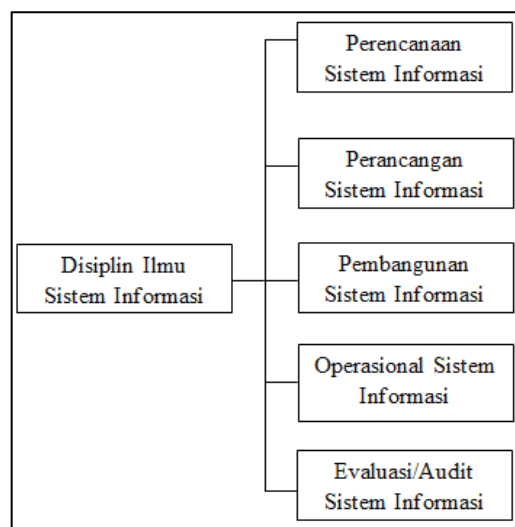 Perencanaan
Sistem Informasi
Perancangan
Sistem Informasi
Disiplin Ilmu
Sistem Informasi
Pembangunan
Sistem Informasi
Operasional Sistem
Informasi
Evaluasi/Audit
Sistem Informasi